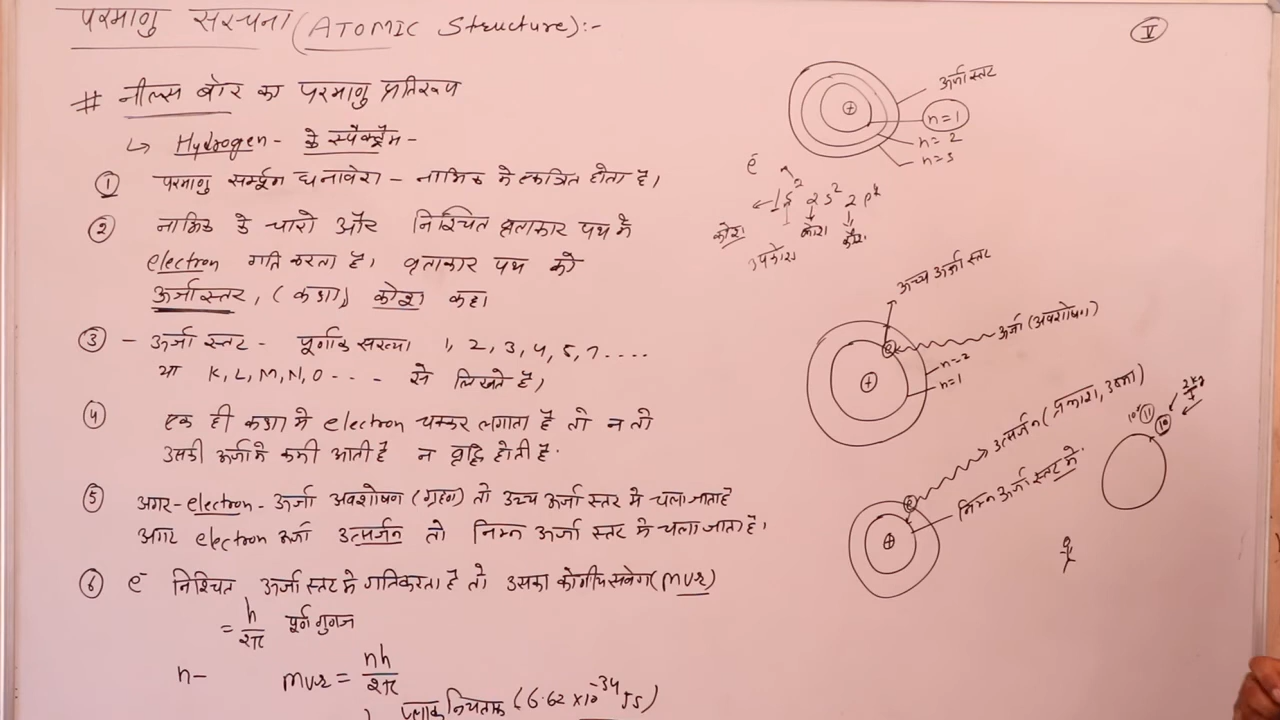 परमाणु संरचना (ATOMIC Structure):-
V
# नील्स बोर का परमाणु प्रतिरूप
↳ Hydrogen - के स्पेक्ट्रम -
① परमाणु सम्पूर्ण धनावेश - नाभिक मे एकत्रित होता है।
② नाभिक के चारो ओर निश्चित वृताकार पथ मे
electron गति करता है। वृताकार पथ को
ऊर्जा स्तर, (कक्षा) कोश कहा
③ - ऊर्जा स्तर - पूर्णांक संख्या 1, 2, 3, 4, 5, 7 ....
या K, L, M, N, O - - - - से लिखते है।
④ एक ही कक्षा मे electron चक्कर लगाता है तो न तो
उसकी ऊर्जा मे कमी आती है न वृद्धि होती है.
⑤ अगर - electron - ऊर्जा अवशोषण (ग्रहण) तो उच्च ऊर्जा स्तर मे चला जाता है
अगर electron ऊर्जा उत्सर्जन तो निम्न ऊर्जा स्तर मे चला जाता है।
⑥ e⁻ निश्चित ऊर्जा स्तर मे गति करता है तो उसका कोणीय संवेग (mvr)
= h/2π पूर्ण गुणज
n- mvr = nh/2π
प्लांक नियतांक (6.62 × 10⁻³⁴ JS)
ऊर्जा स्तर
+
n=1
n=2
n=3
e⁻
1s² 2s² 2p⁴
कोश कोश कोश
उपकोश
उच्च ऊर्जा स्तर
e ऊर्जा (अवशोषण)
n=2
n=1
+
उत्सर्जन (प्रकाश, उष्मा)
e
निम्न ऊर्जा स्तर मे.
+
10 11
10